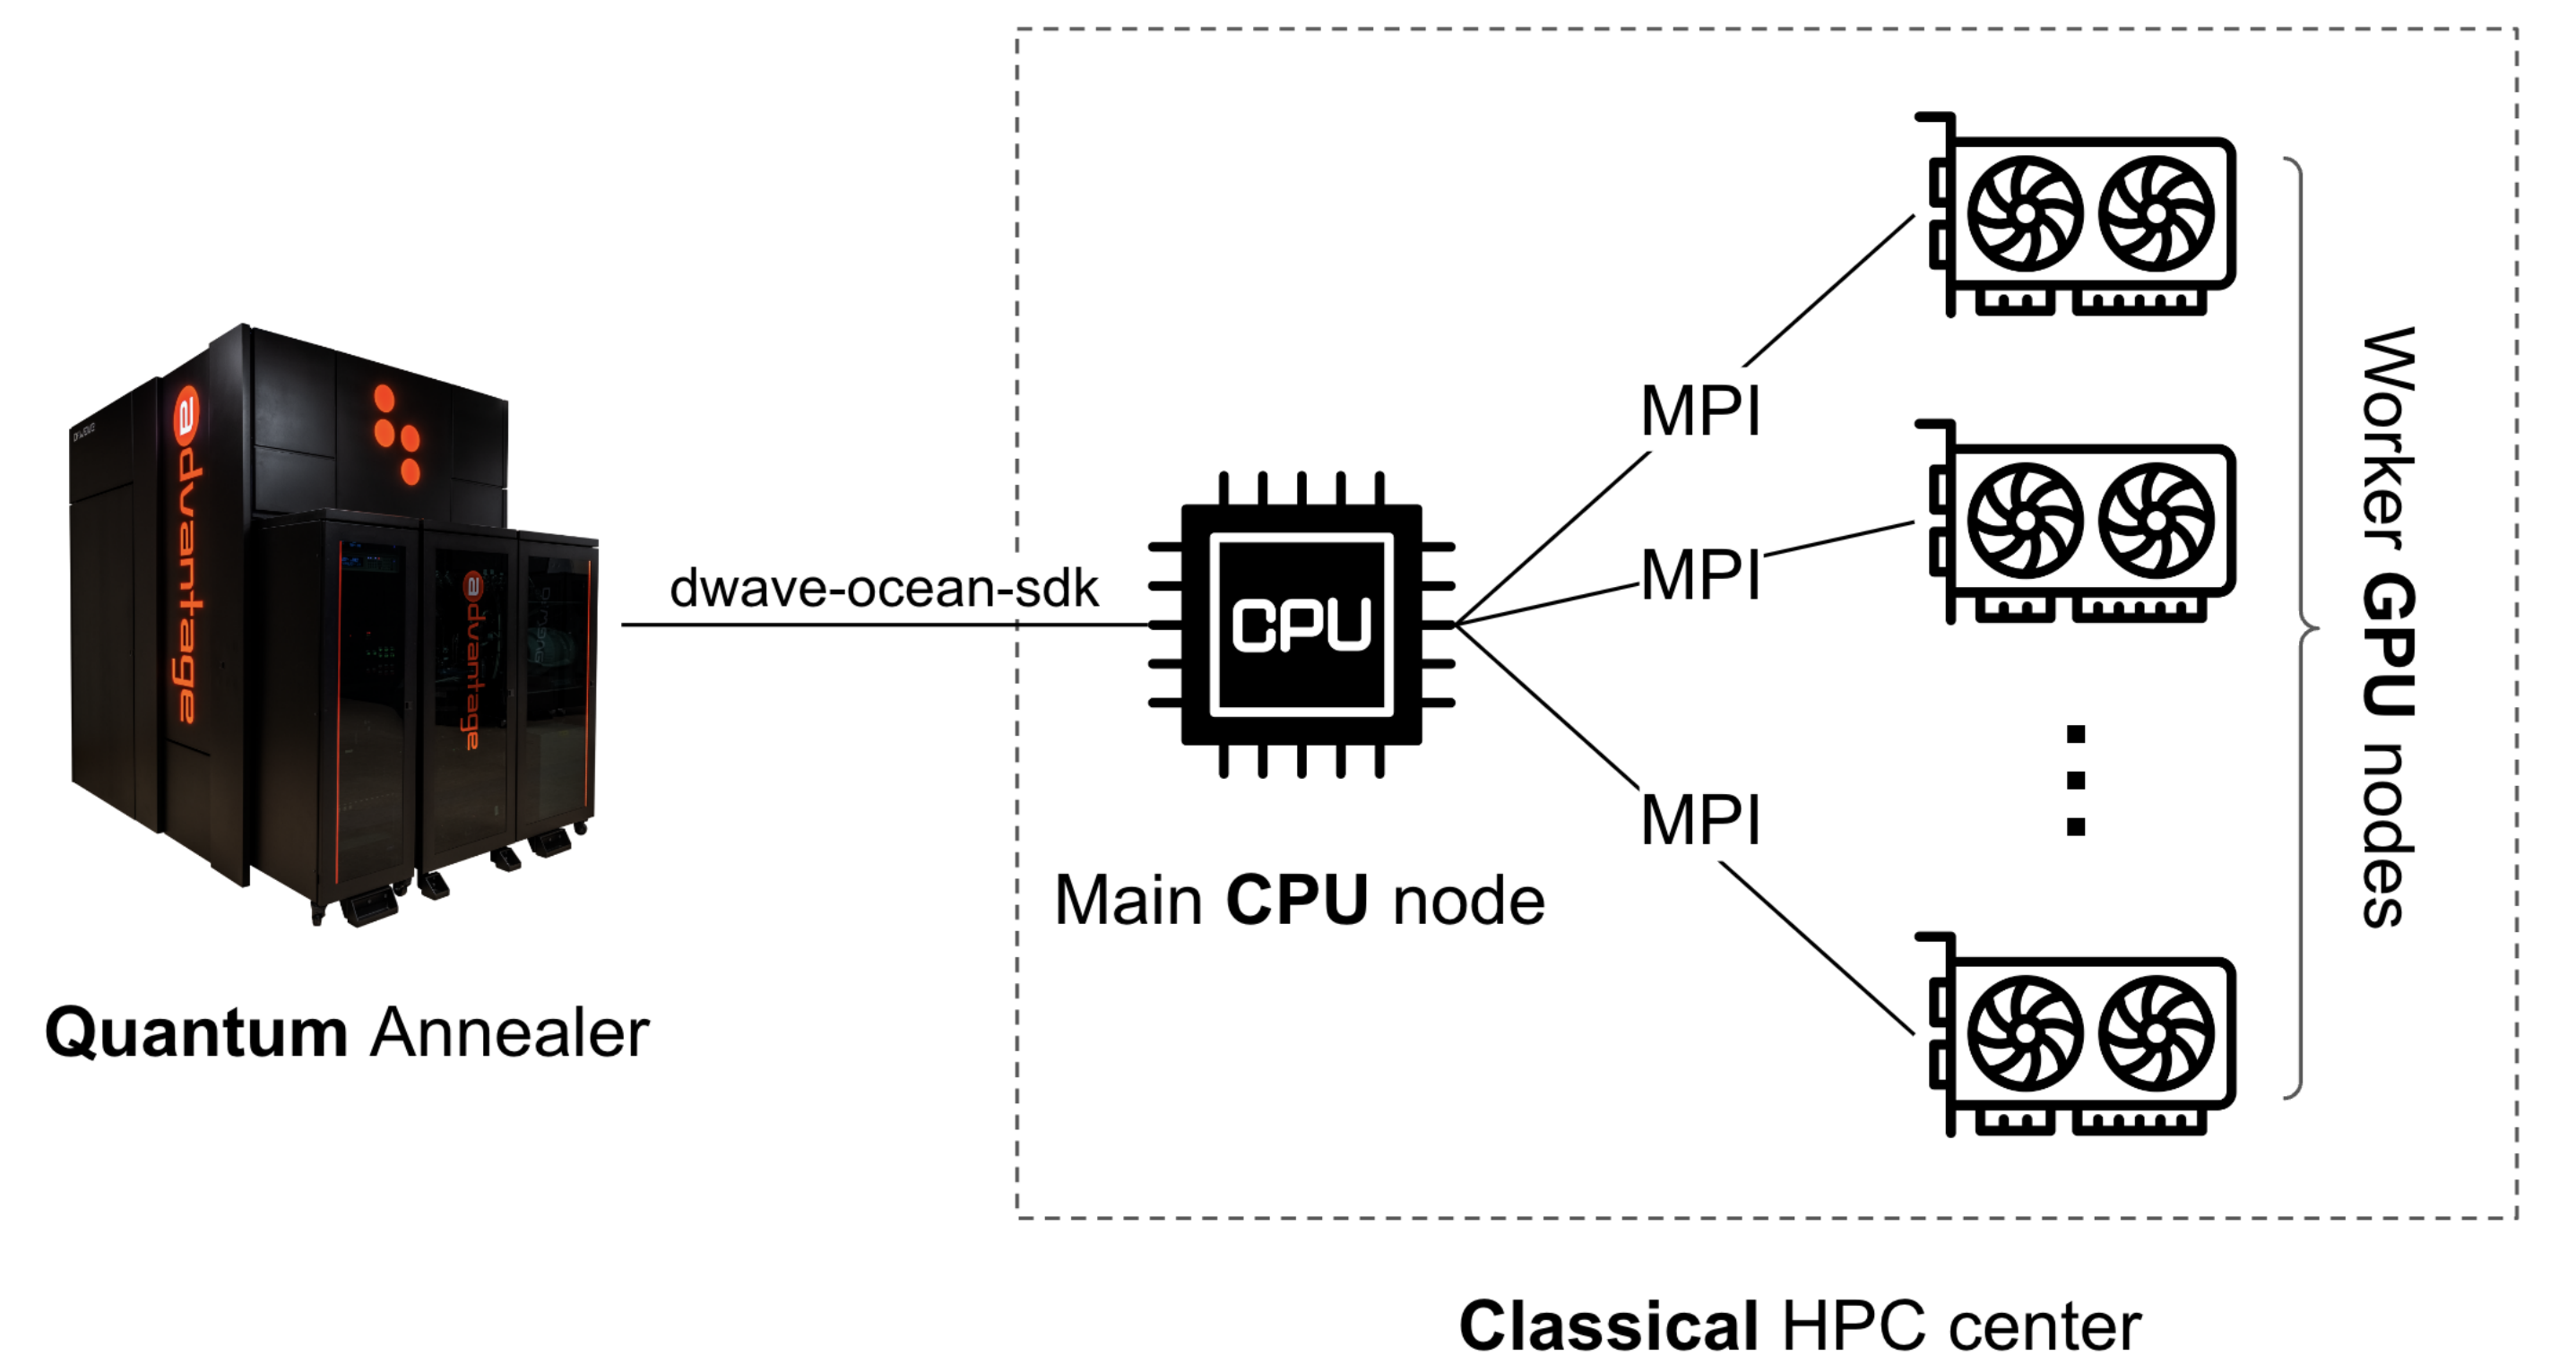 advantage
advantage
dwave-ocean-sdk
CPU
MPI
MPI
MPI
Main CPU node
Worker GPU nodes
Quantum Annealer
Classical HPC center